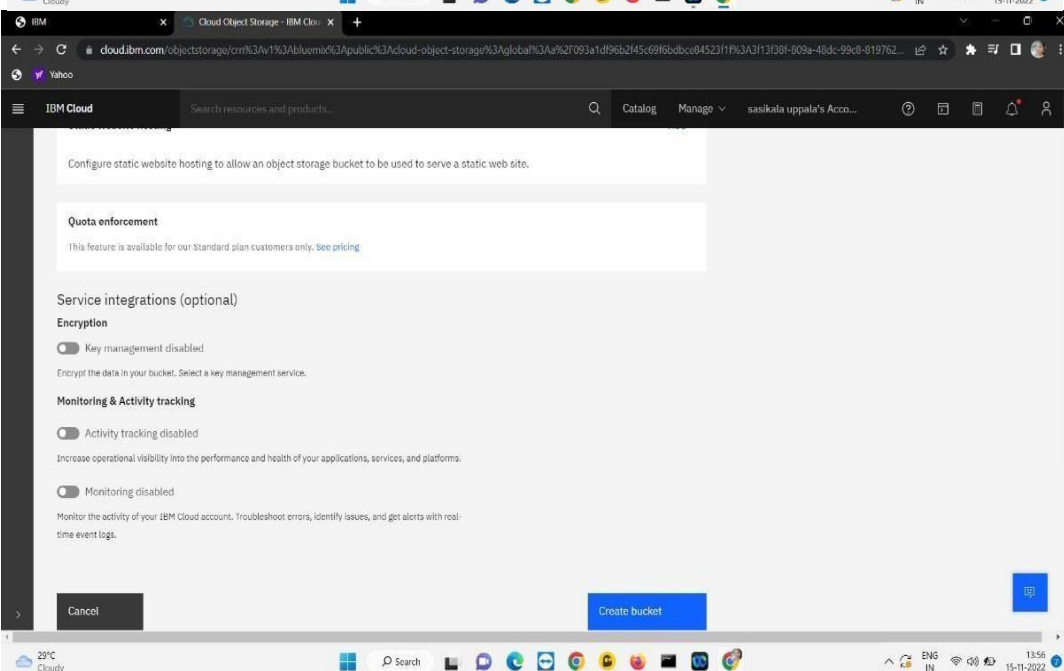 Cloudy
IN
15-11-2022
IBM
Cloud Object Storage - IBM Clou
Yahoo
IBM Cloud
Search resources and products...
Catalog
Manage
sasikala uppala's Acco...
Configure static website hosting to allow an object storage bucket to be used to serve a static web site.
Quota enforcement
This feature is available for our Standard plan customers only. See pricing
Service integrations (optional)
Encryption
Key management disabled
Encrypt the data in your bucket. Select a key management service.
Monitoring & Activity tracking
Activity tracking disabled
Increase operational visibility into the performance and health of your applications, services, and platforms.
Monitoring disabled
Monitor the activity of your IBM Cloud account. Troubleshoot errors, identify issues, and get alerts with real-
time event logs.
Cancel
Create bucket
29°C
Cloudy
Search
ENG
IN
13:56
15-11-2022